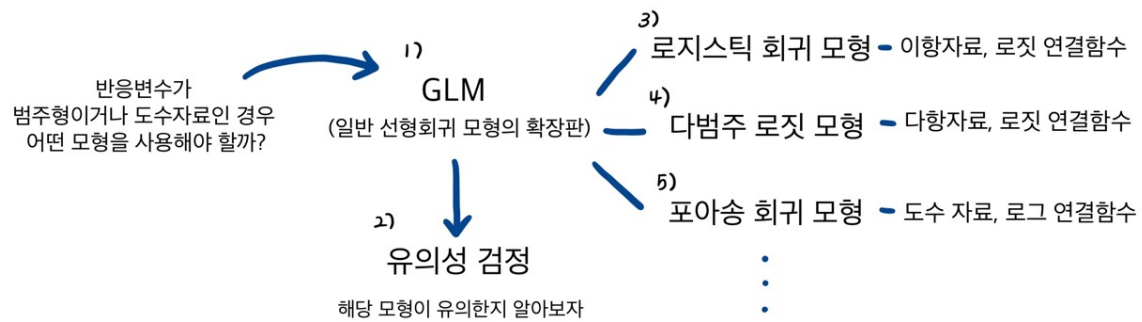 반응변수가
범주형이거나 도수자료인 경우
어떤 모형을 사용해야 할까?
1)
GLM
(일반 선형회귀 모형의 확장판)
2)
유의성 검정
해당 모형이 유의한지 알아보자
3)
로지스틱 회귀 모형 - 이항자료, 로짓 연결함수
4)
다범주 로짓 모형 - 다항자료, 로짓 연결함수
5)
포아송 회귀 모형 - 도수 자료, 로그 연결함수